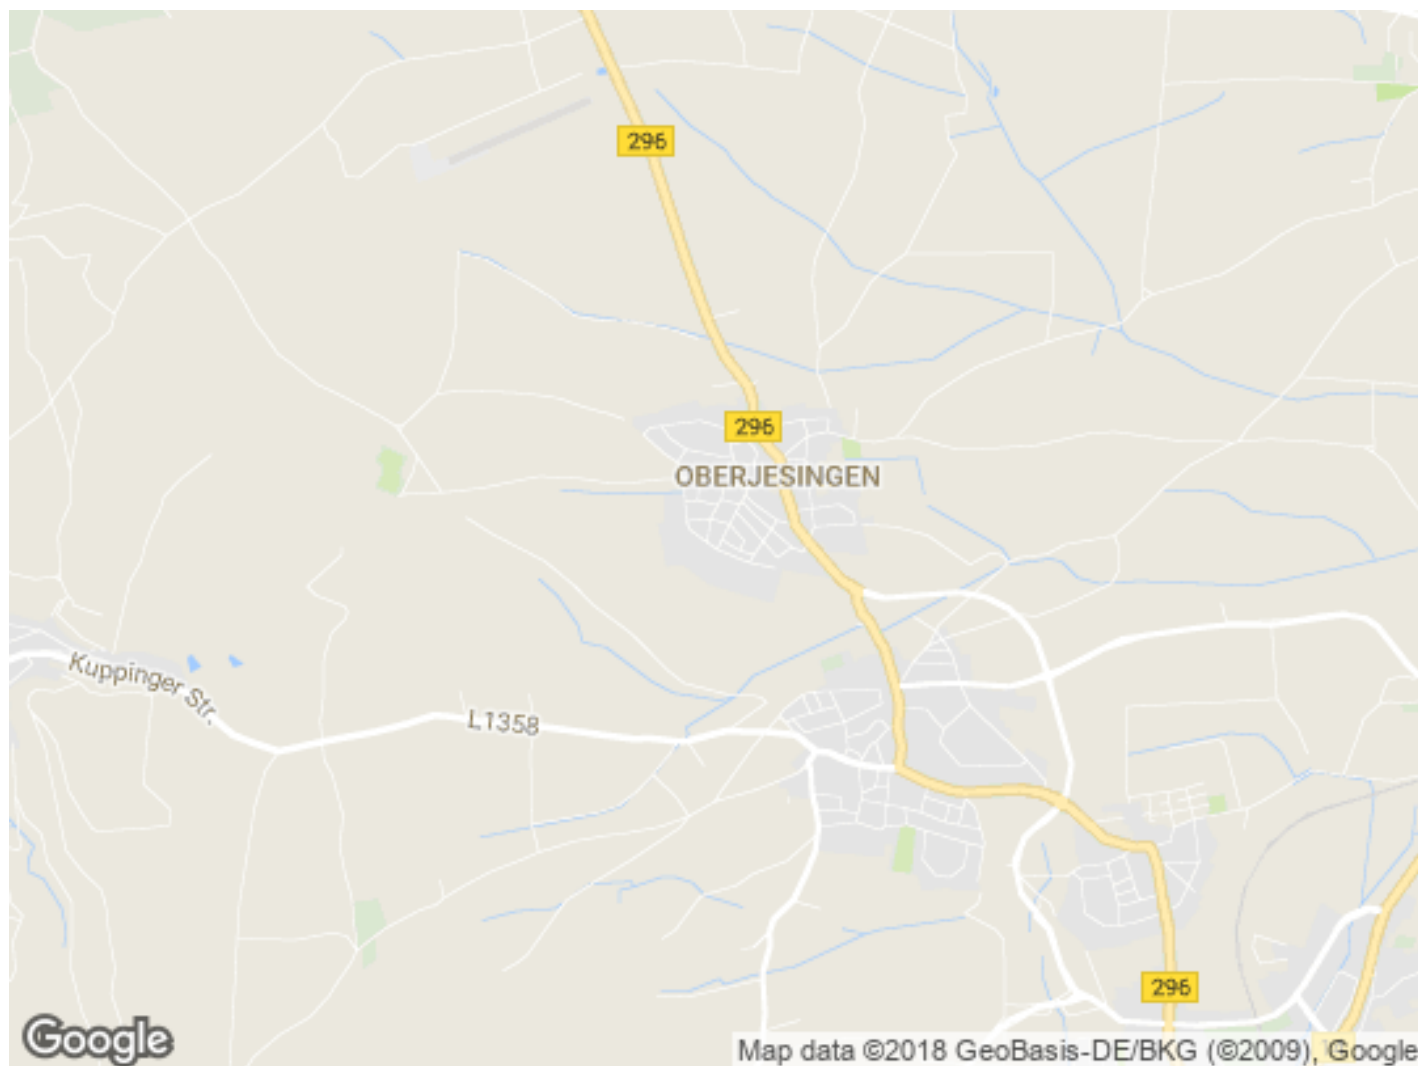 296
296
OBERJESINGEN
Kuppinger Str.
L1358
296
Google
Map data ©2018 GeoBasis-DE/BKG (©2009), Google